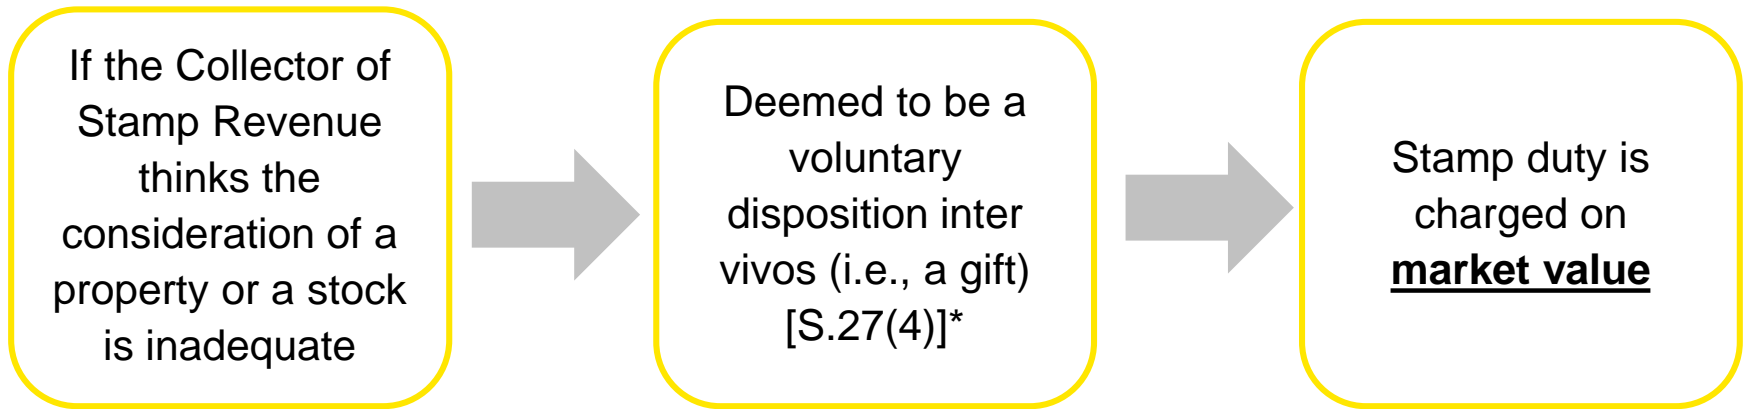 If the Collector of
Stamp Revenue
thinks the
consideration of a
property or a stock
is inadequate
Deemed to be a
voluntary
disposition inter
vivos (i.e., a gift)
[S.27(4)]*
Stamp duty is
charged on
market value